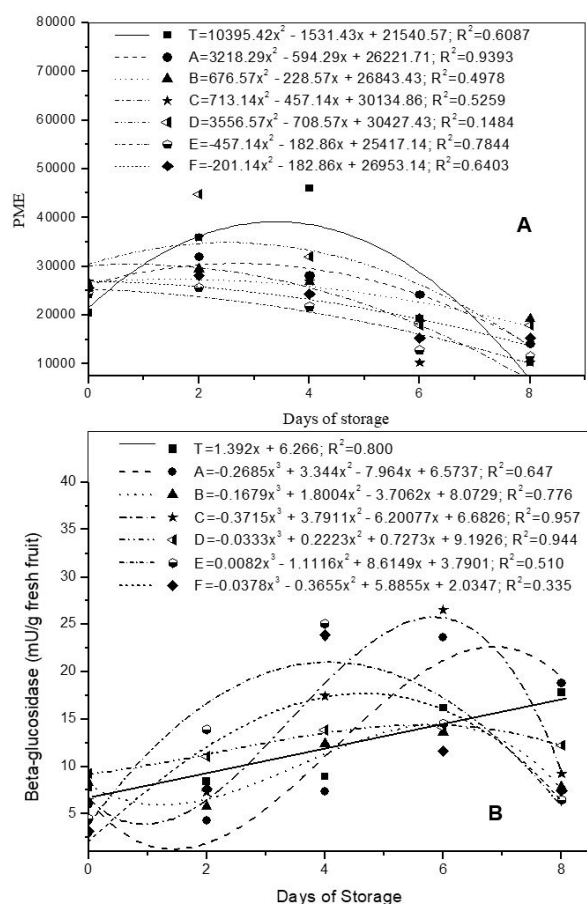 80000
70000
60000
50000
40000
30000
20000
10000
PME
T=10395.42x² - 1531.43x + 21540.57; R²=0.6087
A=3218.29x² - 594.29x + 26221.71; R²=0.9393
B=676.57x² - 228.57x + 26843.43; R²=0.4978
C=713.14x² - 457.14x + 30134.86; R²=0.5259
D=3556.57x² - 708.57x + 30427.43; R²=0.1484
E=-457.14x² - 182.86x + 25417.14; R²=0.7844
F=-201.14x² - 182.86x + 26953.14; R²=0.6403
A
0 2 4 6 8
Days of storage
40
35
30
25
20
15
10
5
Beta-glucosidase (mU/g fresh fruit)
T=1.392x + 6.266; R²=0.800
A=-0.2685x³ + 3.344x² - 7.964x + 6.5737; R²=0.647
B=-0.1679x³ + 1.8004x² - 3.7062x + 8.0729; R²=0.776
C=-0.3715x³ + 3.7911x² - 6.20077x + 6.6826; R²=0.957
D=-0.0333x³ + 0.2223x² + 0.7273x + 9.1926; R²=0.944
E=0.0082x³ - 1.1116x² + 8.6149x + 3.7901; R²=0.510
F=-0.0378x³ - 0.3655x² + 5.8855x + 2.0347; R²=0.335
B
0 2 4 6 8
Days of Storage